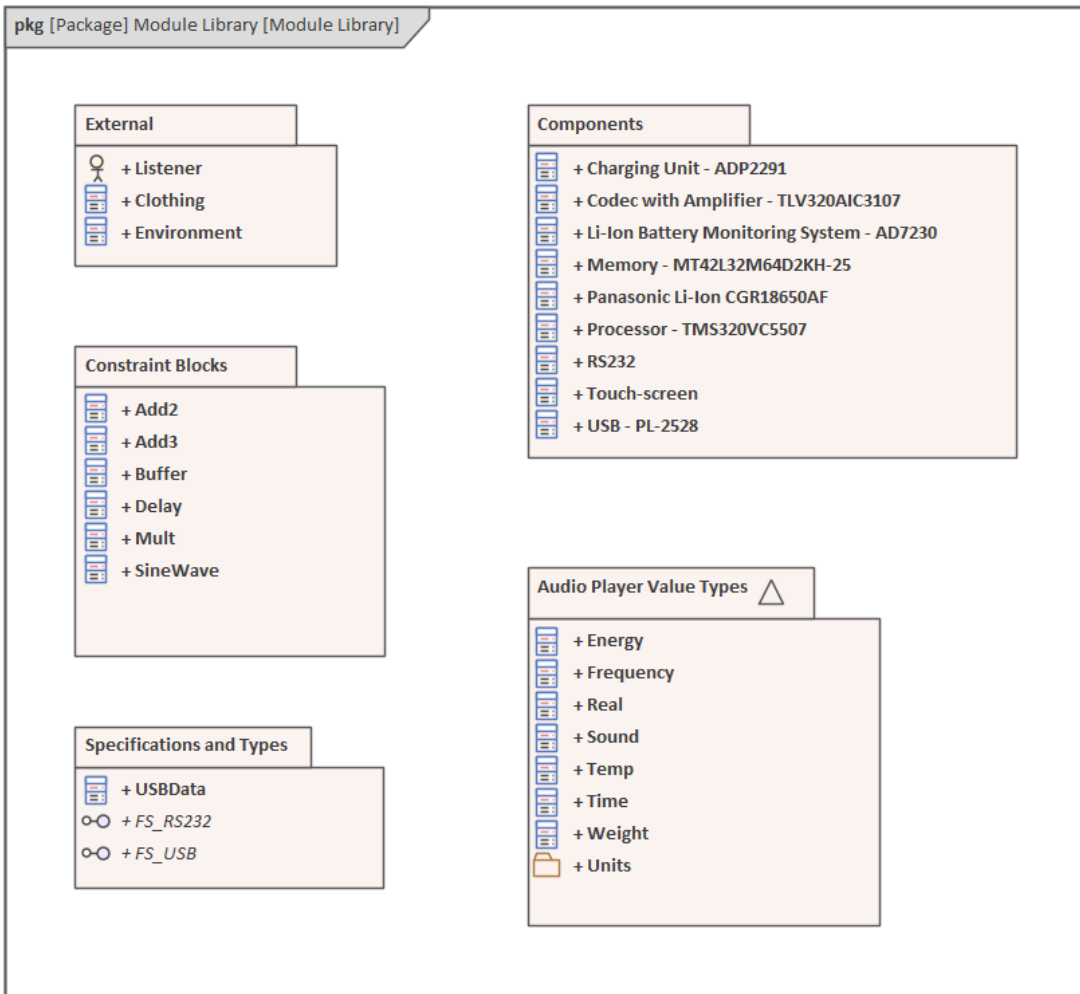 pkg [Package] Module Library [Module Library]
External
+ Listener
+ Clothing
+ Environment
Components
+ Charging Unit - ADP2291
+ Codec with Amplifier - TLV320AIC3107
+ Li-Ion Battery Monitoring System - AD7230
+ Memory - MT42L32M64D2KH-25
+ Panasonic Li-Ion CGR18650AF
+ Processor - TMS320VC5507
+ RS232
+ Touch-screen
+ USB - PL-2528
Constraint Blocks
+ Add2
+ Add3
+ Buffer
+ Delay
+ Mult
+ SineWave
Audio Player Value Types
+ Energy
+ Frequency
+ Real
+ Sound
+ Temp
+ Time
+ Weight
+ Units
Specifications and Types
+ USBData
+ FS_RS232
+ FS_USB